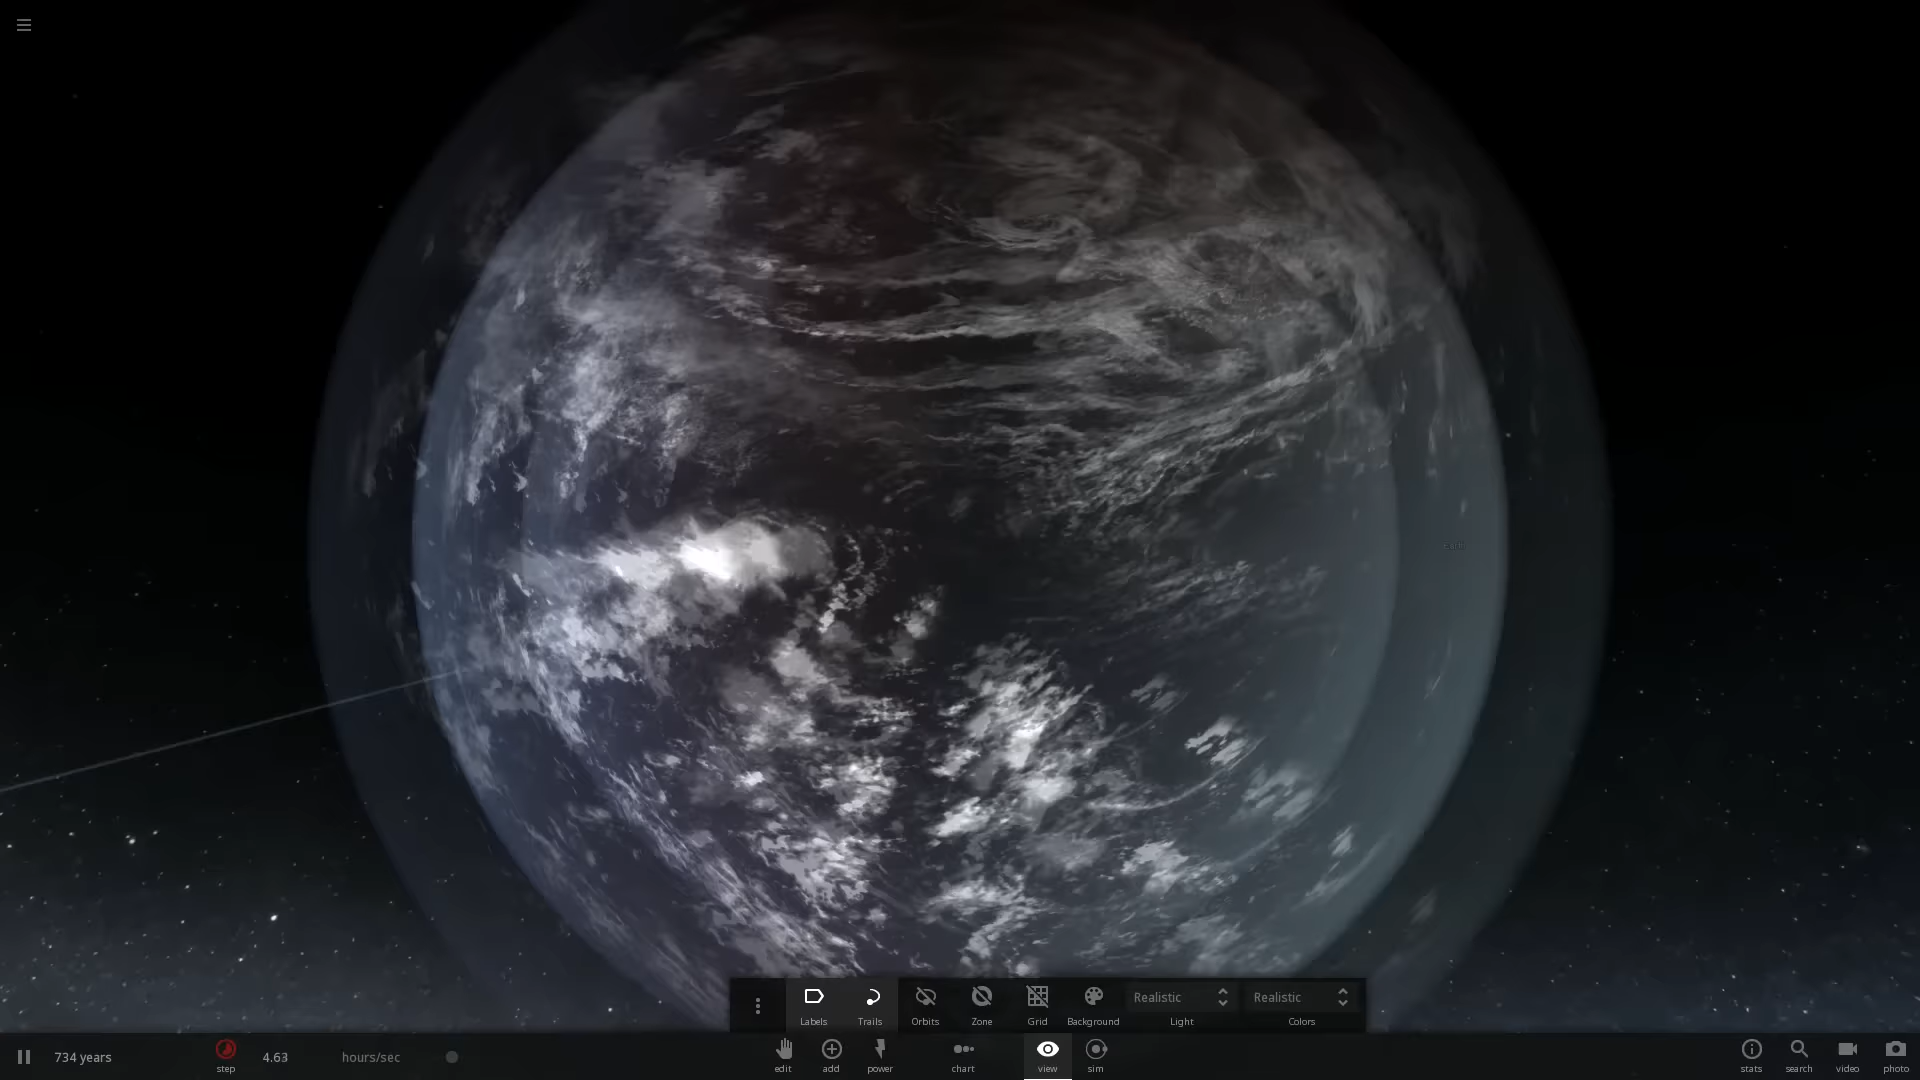 Earth
Labels
Trails
Orbits
Zone
Grid
Background
Realistic
Light
Realistic
Colors
734 years
step
4.63
hours/sec
edit
add
power
chart
view
sim
stats
search
video
photo